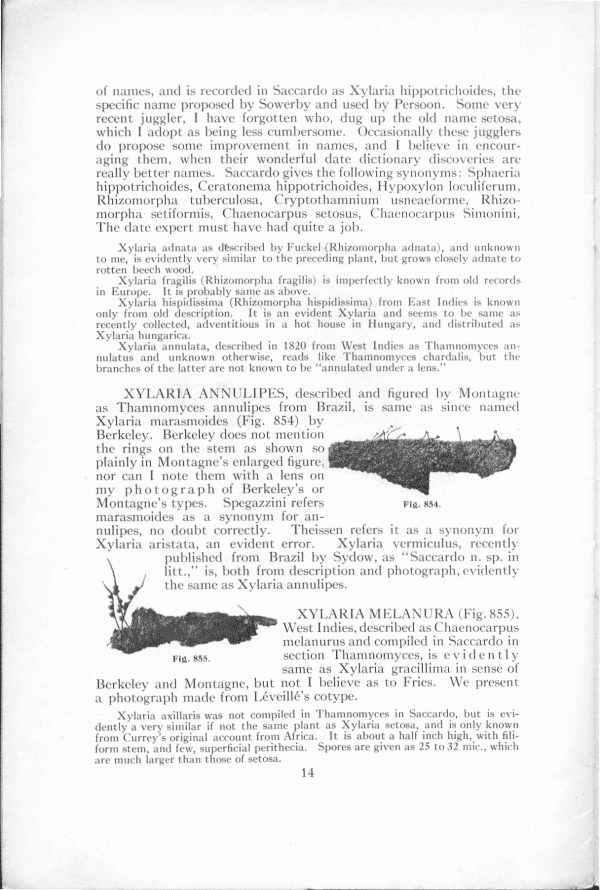 of names, and is recorded in Saccardo as Xylaria hippotrichoides, the
specific name proposed by Sowerby and used by Persoon. Some very
recent juggler, I have forgotten who, dug up the old name setosa,
which I adopt as being less cumbersome. Occasionally these jugglers
do propose some improvement in names, and I believe in encour-
aging them, when their wonderful date dictionary discoveries are
really better names. Saccardo gives the following synonyms: Sphaeria
hippotrichoides, Ceratonema hippotrichoides, Hypoxylon loculiferum,
Rhizomorpha tuberculosa, Cryptothamnium usneaeforme, Rhizo-
morpha setiformis, Chaenocarpus setosus, Chaenocarpus Simonini,
The date expert must have had quite a job.
Xylaria adnata as described by Fuckel (Rhizomorpha adnata), and unknown
to me, is evidently very similar to the preceding plant, but grows closely adnate to
rotten beech wood.
Xylaria fragilis (Rhizomorpha fragilis) is imperfectly known from old records
in Europe. It is probably same as above.
Xylaria hispidissima (Rhizomorpha hispidissima) from East Indies is known
only from old description. It is an evident Xylaria and seems to be same as
recently collected, adventitious in a hot house in Hungary, and distributed as
Xylaria hungarica.
Xylaria annulata, described in 1820 from West Indies as Thamnomyces an-
nulatus and unknown otherwise, reads like Thamnomyces chardalis, but the
branches of the latter are not known to be "annulated under a lens."
XYLARIA ANNULIPES, described and figured by Montagne
as Thamnomyces annulipes from Brazil, is same as since named
Xylaria marasmoides (Fig. 854) by
Berkeley. Berkeley does not mention
the rings on the stem as shown so
plainly in Montagne's enlarged figure,
nor can I note them with a lens on
my photograph of Berkeley's or
Montagne's types. Spegazzini refers
marasmoides as a synonym for an-
Fig. 854.
nulipes, no doubt correctly. Theissen refers it as a synonym for
Xylaria aristata, an evident error. Xylaria vermiculus, recently
published from Brazil by Sydow, as "Saccardo n. sp. in
litt.," is, both from description and photograph, evidently
the same as Xylaria annulipes.
Fig. 855.
XYLARIA MELANURA (Fig. 855),
West Indies, described as Chaenocarpus
melanurus and compiled in Saccardo in
section Thamnomyces, is evidently
same as Xylaria gracillima in sense of
Berkeley and Montagne, but not I believe as to Fries. We present
a photograph made from Léveillé's cotype.
Xylaria axillaris was not compiled in Thamnomyces in Saccardo, but is evi-
dently a very similar if not the same plant as Xylaria setosa, and is only known
from Currey's original account from Africa. It is about a half inch high, with fili-
form stem, and few, superficial perithecia. Spores are given as 25 to 32 mic., which
are much larger than those of setosa.
14